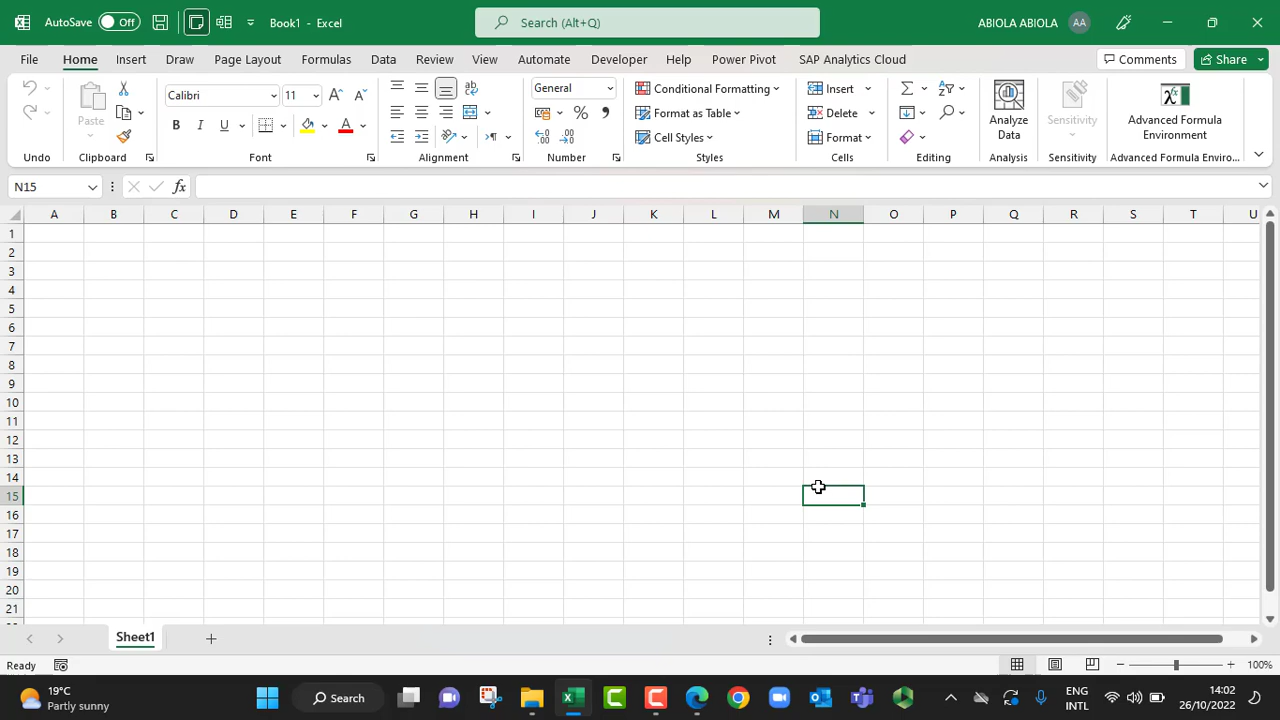 AutoSave Off Book1 - Excel Search (Alt+Q) ABIOLA ABIOLA AA
File Home Insert Draw Page Layout Formulas Data Review View Automate Developer Help Power Pivot SAP Analytics Cloud Comments Share
Paste Calibri 11 General Conditional Formatting Insert
Format as Table Delete Analyze Data Sensitivity Advanced Formula Environment
B I U A Cell Styles Format
Undo Clipboard Font Alignment Number Styles Cells Editing Analysis Sensitivity Advanced Formula Enviro...
N15 fx
A B C D E F G H I J K L M N O P Q R S T U
1
2
3
4
5
6
7
8
9
10
11
12
13
14
15
16
17
18
19
20
21
Sheet1
Ready 100%
19°C Partly sunny Search ENG INTL 14:02 26/10/2022